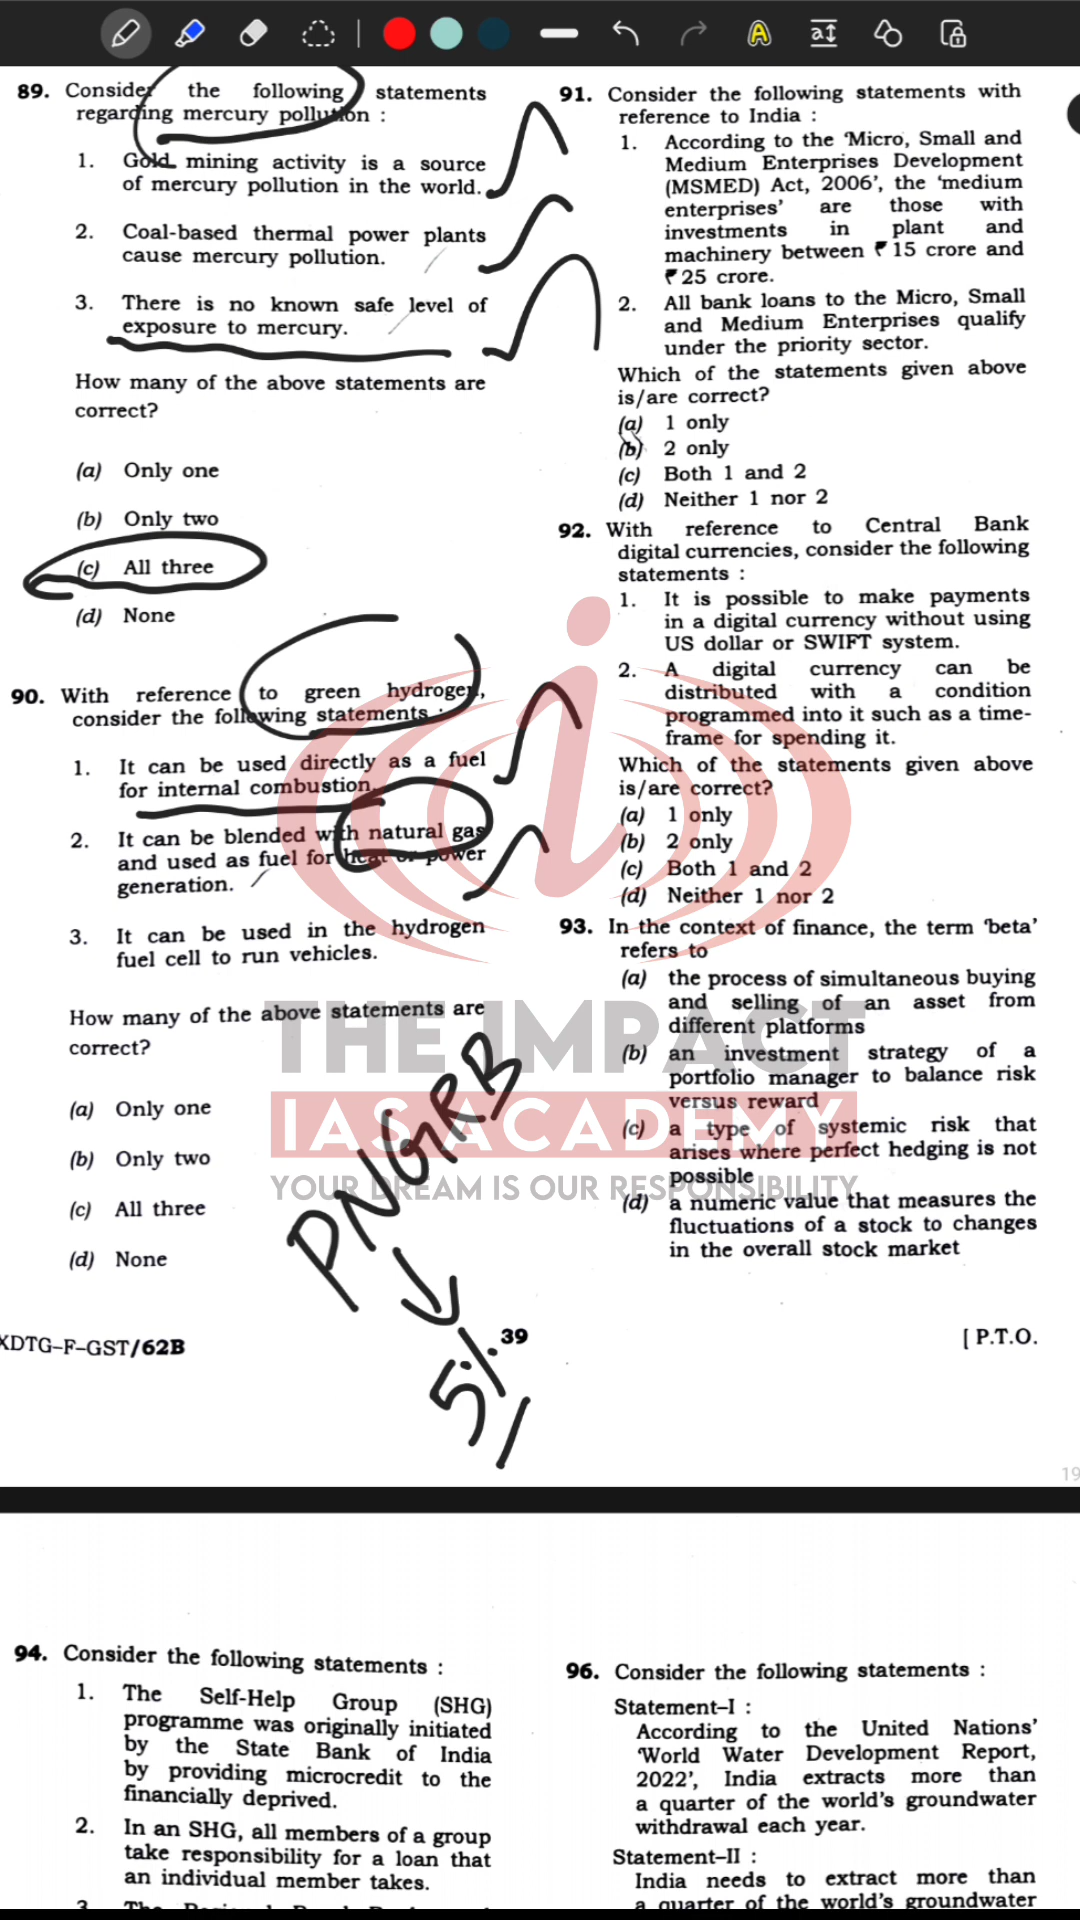 89. Consider the following statements
regarding mercury pollution :
1. Gold mining activity is a source
of mercury pollution in the world.
2. Coal-based thermal power plants
cause mercury pollution.
3. There is no known safe level of
exposure to mercury.
How many of the above statements are
correct?
(a) Only one
(b) Only two
(c) All three
(d) None
90. With reference to green hydrogen,
consider the following statements :
1. It can be used directly as a fuel
for internal combustion.
2. It can be blended with natural gas
and used as fuel for heat or power
generation.
3. It can be used in the hydrogen
fuel cell to run vehicles.
How many of the above statements are
correct?
(a) Only one
(b) Only two
(c) All three
(d) None
PNGRB
5%
XDTG-F-GST/62B
39
91. Consider the following statements with
reference to India :
1. According to the 'Micro, Small and
Medium Enterprises Development
(MSMED) Act, 2006', the 'medium
enterprises' are those with
investments in plant and
machinery between ₹ 15 crore and
₹ 25 crore.
2. All bank loans to the Micro, Small
and Medium Enterprises qualify
under the priority sector.
Which of the statements given above
is/are correct?
(a) 1 only
(b) 2 only
(c) Both 1 and 2
(d) Neither 1 nor 2
92. With reference to Central Bank
digital currencies, consider the following
statements :
1. It is possible to make payments
in a digital currency without using
US dollar or SWIFT system.
2. A digital currency can be
distributed with a condition
programmed into it such as a time-
frame for spending it.
Which of the statements given above
is/are correct?
(a) 1 only
(b) 2 only
(c) Both 1 and 2
(d) Neither 1 nor 2
93. In the context of finance, the term 'beta'
refers to
(a) the process of simultaneous buying
and selling of an asset from
different platforms
(b) an investment strategy of a
portfolio manager to balance risk
versus reward
(c) a type of systemic risk that
arises where perfect hedging is not
possible
(d) a numeric value that measures the
fluctuations of a stock to changes
in the overall stock market
[ P.T.O.
THE IMPACT
IAS ACADEMY
YOUR DREAM IS OUR RESPONSIBILITY
19
94. Consider the following statements :
1. The Self-Help Group (SHG)
programme was originally initiated
by the State Bank of India
by providing microcredit to the
financially deprived.
2. In an SHG, all members of a group
take responsibility for a loan that
an individual member takes.
96. Consider the following statements :
Statement-I :
According to the United Nations'
'World Water Development Report,
2022', India extracts more than
a quarter of the world's groundwater
withdrawal each year.
Statement-II :
India needs to extract more than
a quarter of the world's groundwater